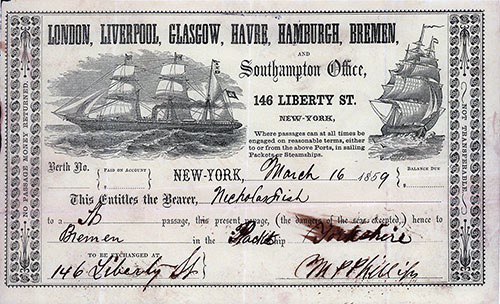 LONDON, LIVERPOOL, GLASGOW, HAVRE, HAMBURGH, BREMEN,
AND
Southampton Office,
146 LIBERTY ST.
NEW-YORK,
Where passages can at all times be
engaged on reasonable terms, either
to or from the above Ports, in sailing
Packets or Steamships.
NO PASSAGE MONEY RETURNED.
NOT TRANSFERABLE.
Berth No.
PAID ON ACCOUNT
NEW-YORK, March 16 1859.
BALANCE DUE
This Entitles the Bearer, Nicholas Fish
to a St passage, this present voyage, (the dangers of the seas excepted,) hence to
Bremen in the Packet ship Yorkshire
TO BE EXCHANGED AT
146 Liberty St